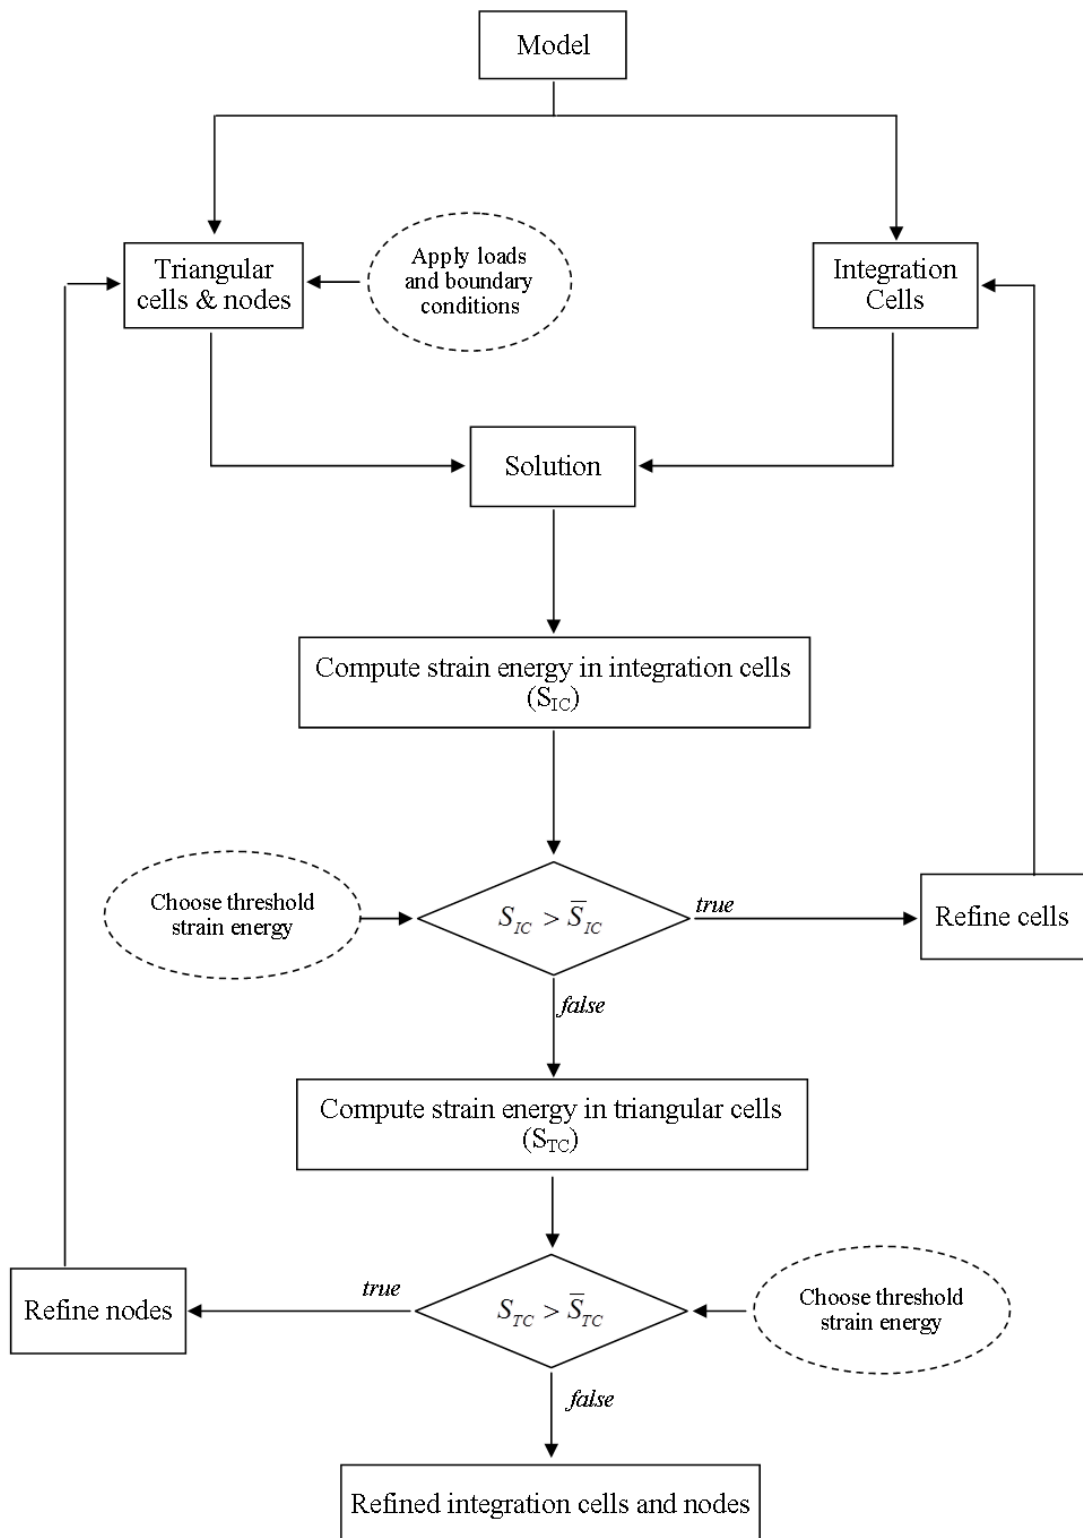 Model
Triangular
cells & nodes
Apply loads
and boundary
conditions
Integration
Cells
Solution
Compute strain energy in integration cells
(S_IC)
Choose threshold
strain energy
S_IC > S̅_IC
true
Refine cells
false
Compute strain energy in triangular cells
(S_TC)
Refine nodes
true
S_TC > S̅_TC
Choose threshold
strain energy
false
Refined integration cells and nodes